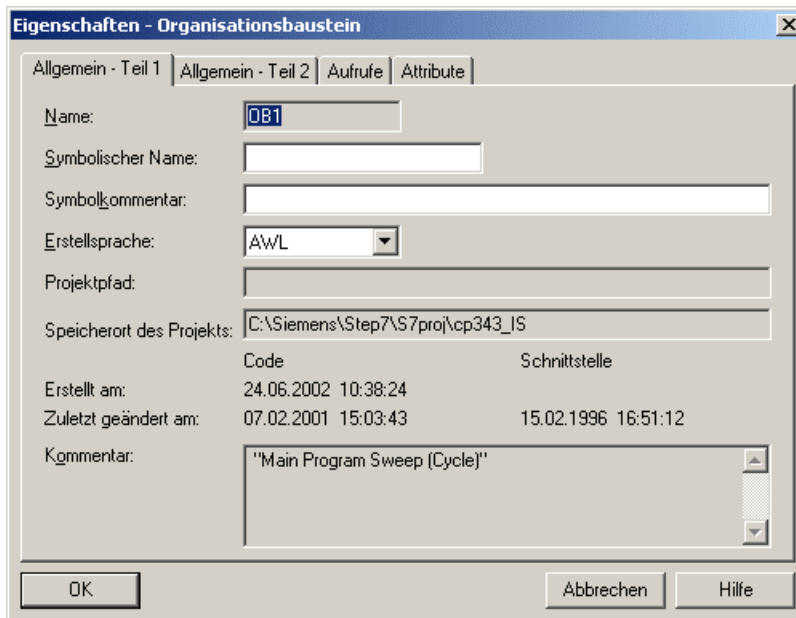 Eigenschaften - Organisationsbaustein
Allgemein - Teil 1 Allgemein - Teil 2 Aufrufe Attribute
Name: OB1
Symbolischer Name:
Symbolkommentar:
Erstellsprache: AWL
Projektpfad:
Speicherort des Projekts: C:\Siemens\Step7\S7proj\cp343_IS
Code Schnittstelle
Erstellt am: 24.06.2002 10:38:24
Zuletzt geändert am: 07.02.2001 15:03:43 15.02.1996 16:51:12
Kommentar: "Main Program Sweep (Cycle)"
OK Abbrechen Hilfe